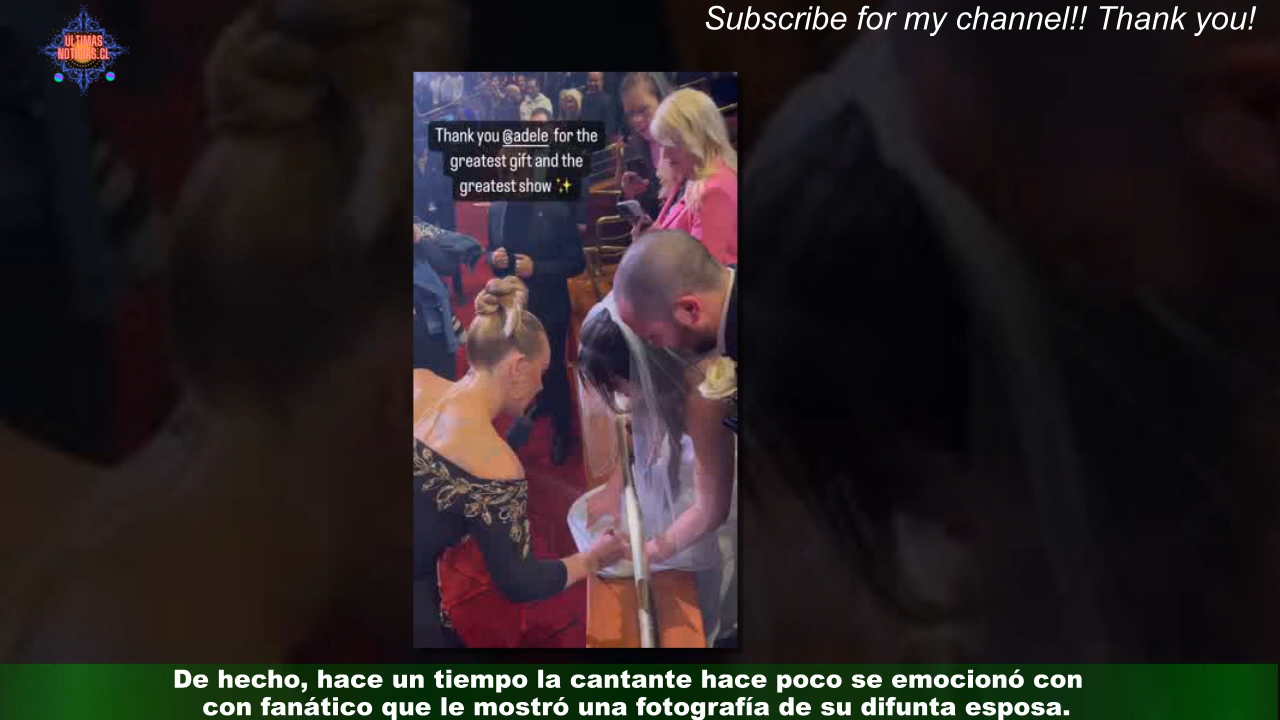 Subscribe for my channel!! Thank you!
ULTIMAS
NOTICIAS.CL
Thank you @adele for the
greatest gift and the
greatest show ✨
De hecho, hace un tiempo la cantante hace poco se emocionó con
con fanático que le mostró una fotografía de su difunta esposa.